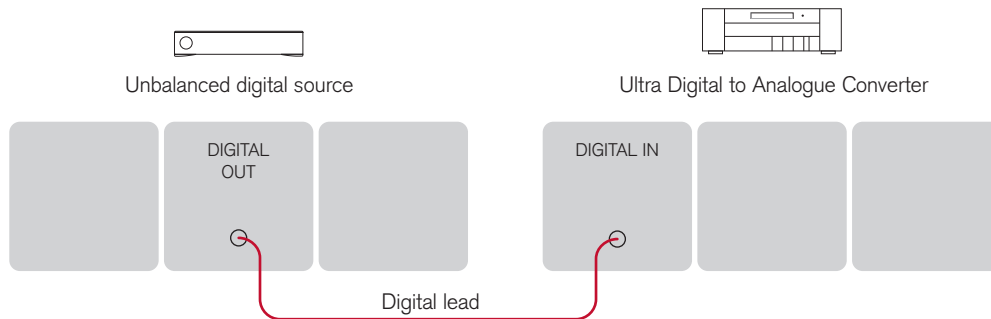 Unbalanced digital source
Ultra Digital to Analogue Converter
DIGITAL
OUT
DIGITAL IN
Digital lead